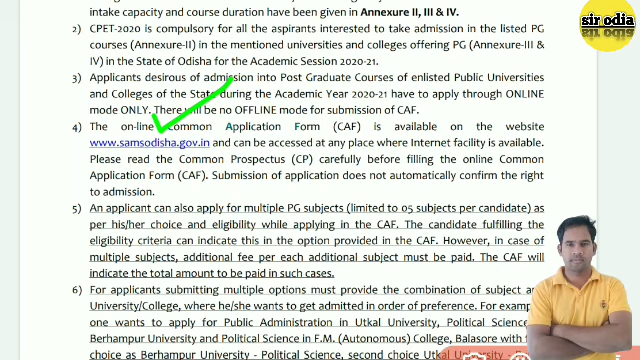 intake capacity and course duration have been given in Annexure II, III & IV.
2) CPET-2020 is compulsory for all the aspirants interested to take admission in the listed PG
courses (Annexure-II) in the mentioned universities and colleges offering PG (Annexure-III &
IV) in the State of Odisha for the Academic Session 2020-21.
3) Applicants desirous of admission into Post Graduate Courses of enlisted Public Universities
and Colleges of the State during the Academic Year 2020-21 have to apply through ONLINE
mode ONLY. There will be no OFFLINE mode for submission of CAF.
4) The on-line Common Application Form (CAF) is available on the website
www.samsodisha.gov.in and can be accessed at any place where Internet facility is available.
Please read the Common Prospectus (CP) carefully before filling the online Common
Application Form (CAF). Submission of application does not automatically confirm the right
to admission.
5) An applicant can also apply for multiple PG subjects (limited to 05 subjects per candidate) as
per his/her choice and eligibility while applying in the CAF. The candidate fulfilling the
eligibility criteria can indicate this in the option provided in the CAF. However, in case of
multiple subjects, additional fee per each additional subject must be paid. The CAF will
indicate the total amount to be paid in such cases.
6) For applicants submitting multiple options must provide the combination of subject a
University/College, where he/she wants to get admitted in order of preference. For examp
one wants to apply for Public Administration in Utkal University, Political Scienc
Berhampur University and Political Science in F.M. (Autonomous) College, Balasore with f
choice as Berhampur University - Political Science, second choice Utkal University -
sir odia